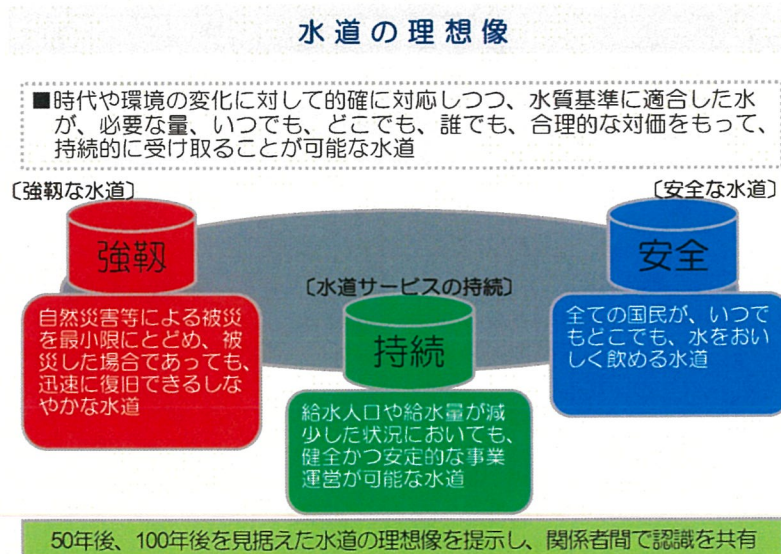 水道の理想像
■時代や環境の変化に対して的確に対応しつつ、水質基準に適合した水
が、必要な量、いつでも、どこでも、誰でも、合理的な対価をもって、
持続的に受け取ることが可能な水道
〔強靱な水道〕
〔安全な水道〕
強靱
安全
〔水道サービスの持続〕
自然災害等による被災
を最小限にとどめ、被
災した場合であっても、
迅速に復旧できるしな
やかな水道
全ての国民が、いつで
もどこでも、水をおい
しく飲める水道
持続
給水人口や給水量が減
少した状況においても、
健全かつ安定的な事業
運営が可能な水道
50年後、100年後を見据えた水道の理想像を提示し、関係者間で認識を共有